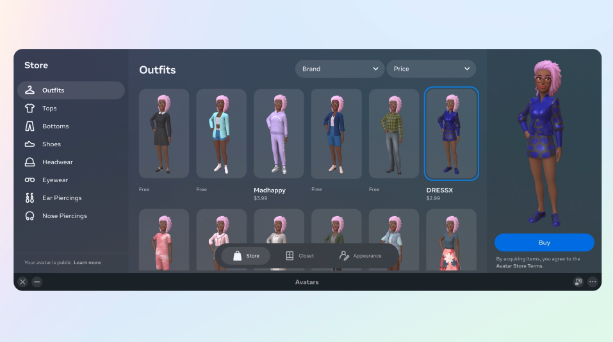 Store
Outfits
Tops
Bottoms
Shoes
Headwear
Eyewear
Ear Piercings
Nose Piercings
Your avatar is public. Learn more
Outfits
Brand
Price
Free
Free
Madhappy
$3.99
Free
Free
DRESSX
$2.99
Store
Closet
Appearance
Buy
By acquiring items, you agree to the
Avatar Store Terms.
Avatars